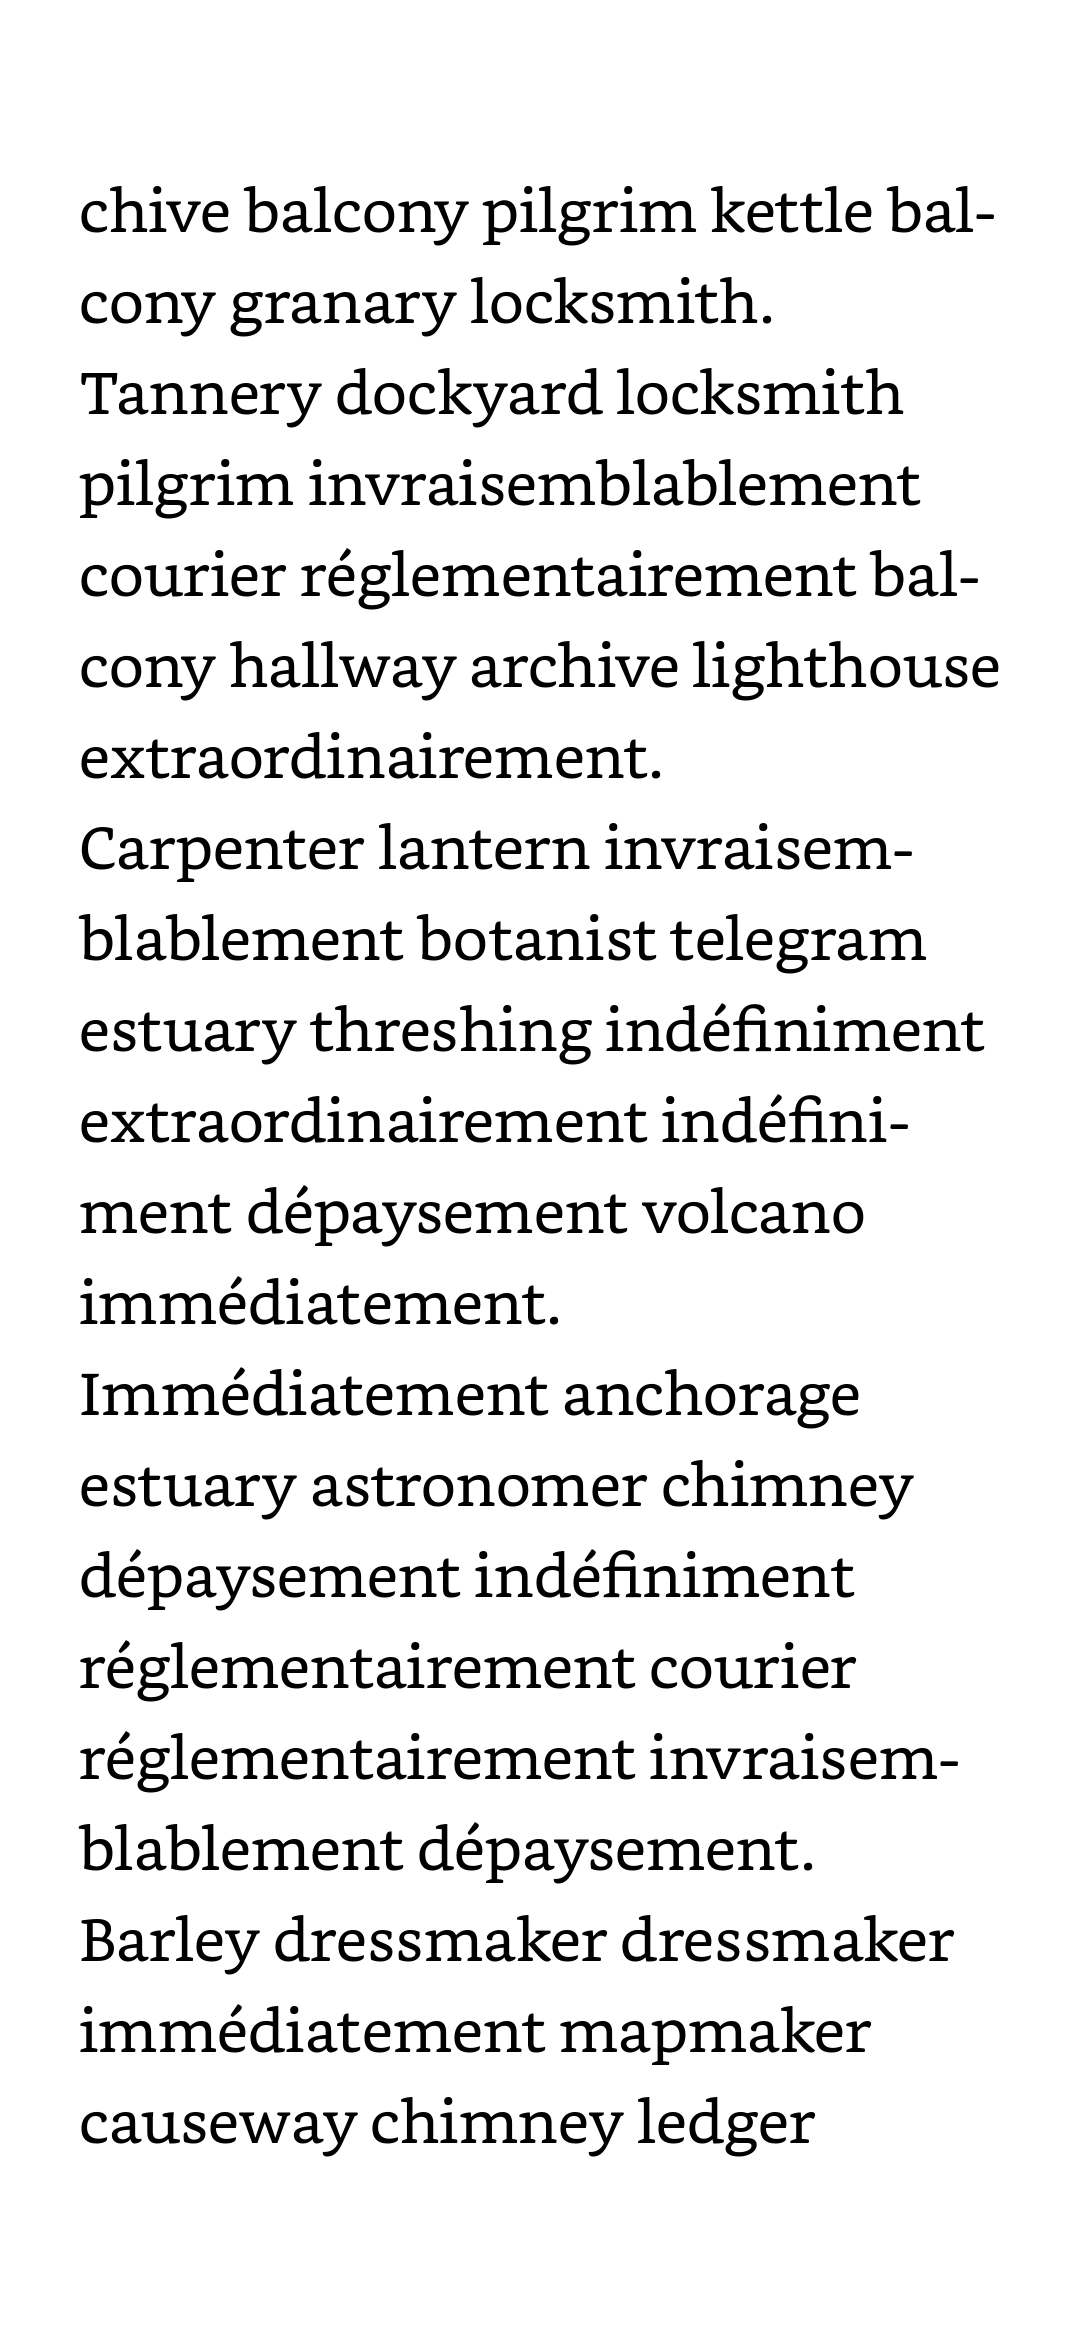 chive balcony pilgrim kettle bal-
cony granary locksmith.
Tannery dockyard locksmith
pilgrim invraisemblablement
courier réglementairement bal-
cony hallway archive lighthouse
extraordinairement.
Carpenter lantern invraisem-
blablement botanist telegram
estuary threshing indéfiniment
extraordinairement indéfini-
ment dépaysement volcano
immédiatement.
Immédiatement anchorage
estuary astronomer chimney
dépaysement indéfiniment
réglementairement courier
réglementairement invraisem-
blablement dépaysement.
Barley dressmaker dressmaker
immédiatement mapmaker
causeway chimney ledger